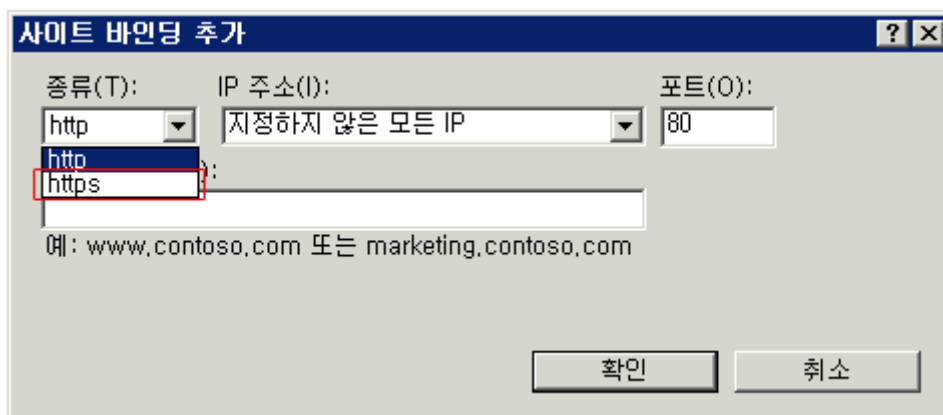 사이트 바인딩 추가
종류(T): IP 주소(I): 포트(O):
http 지정하지 않은 모든 IP 80
http
https ):
예: www.contoso.com 또는 marketing.contoso.com
확인 취소